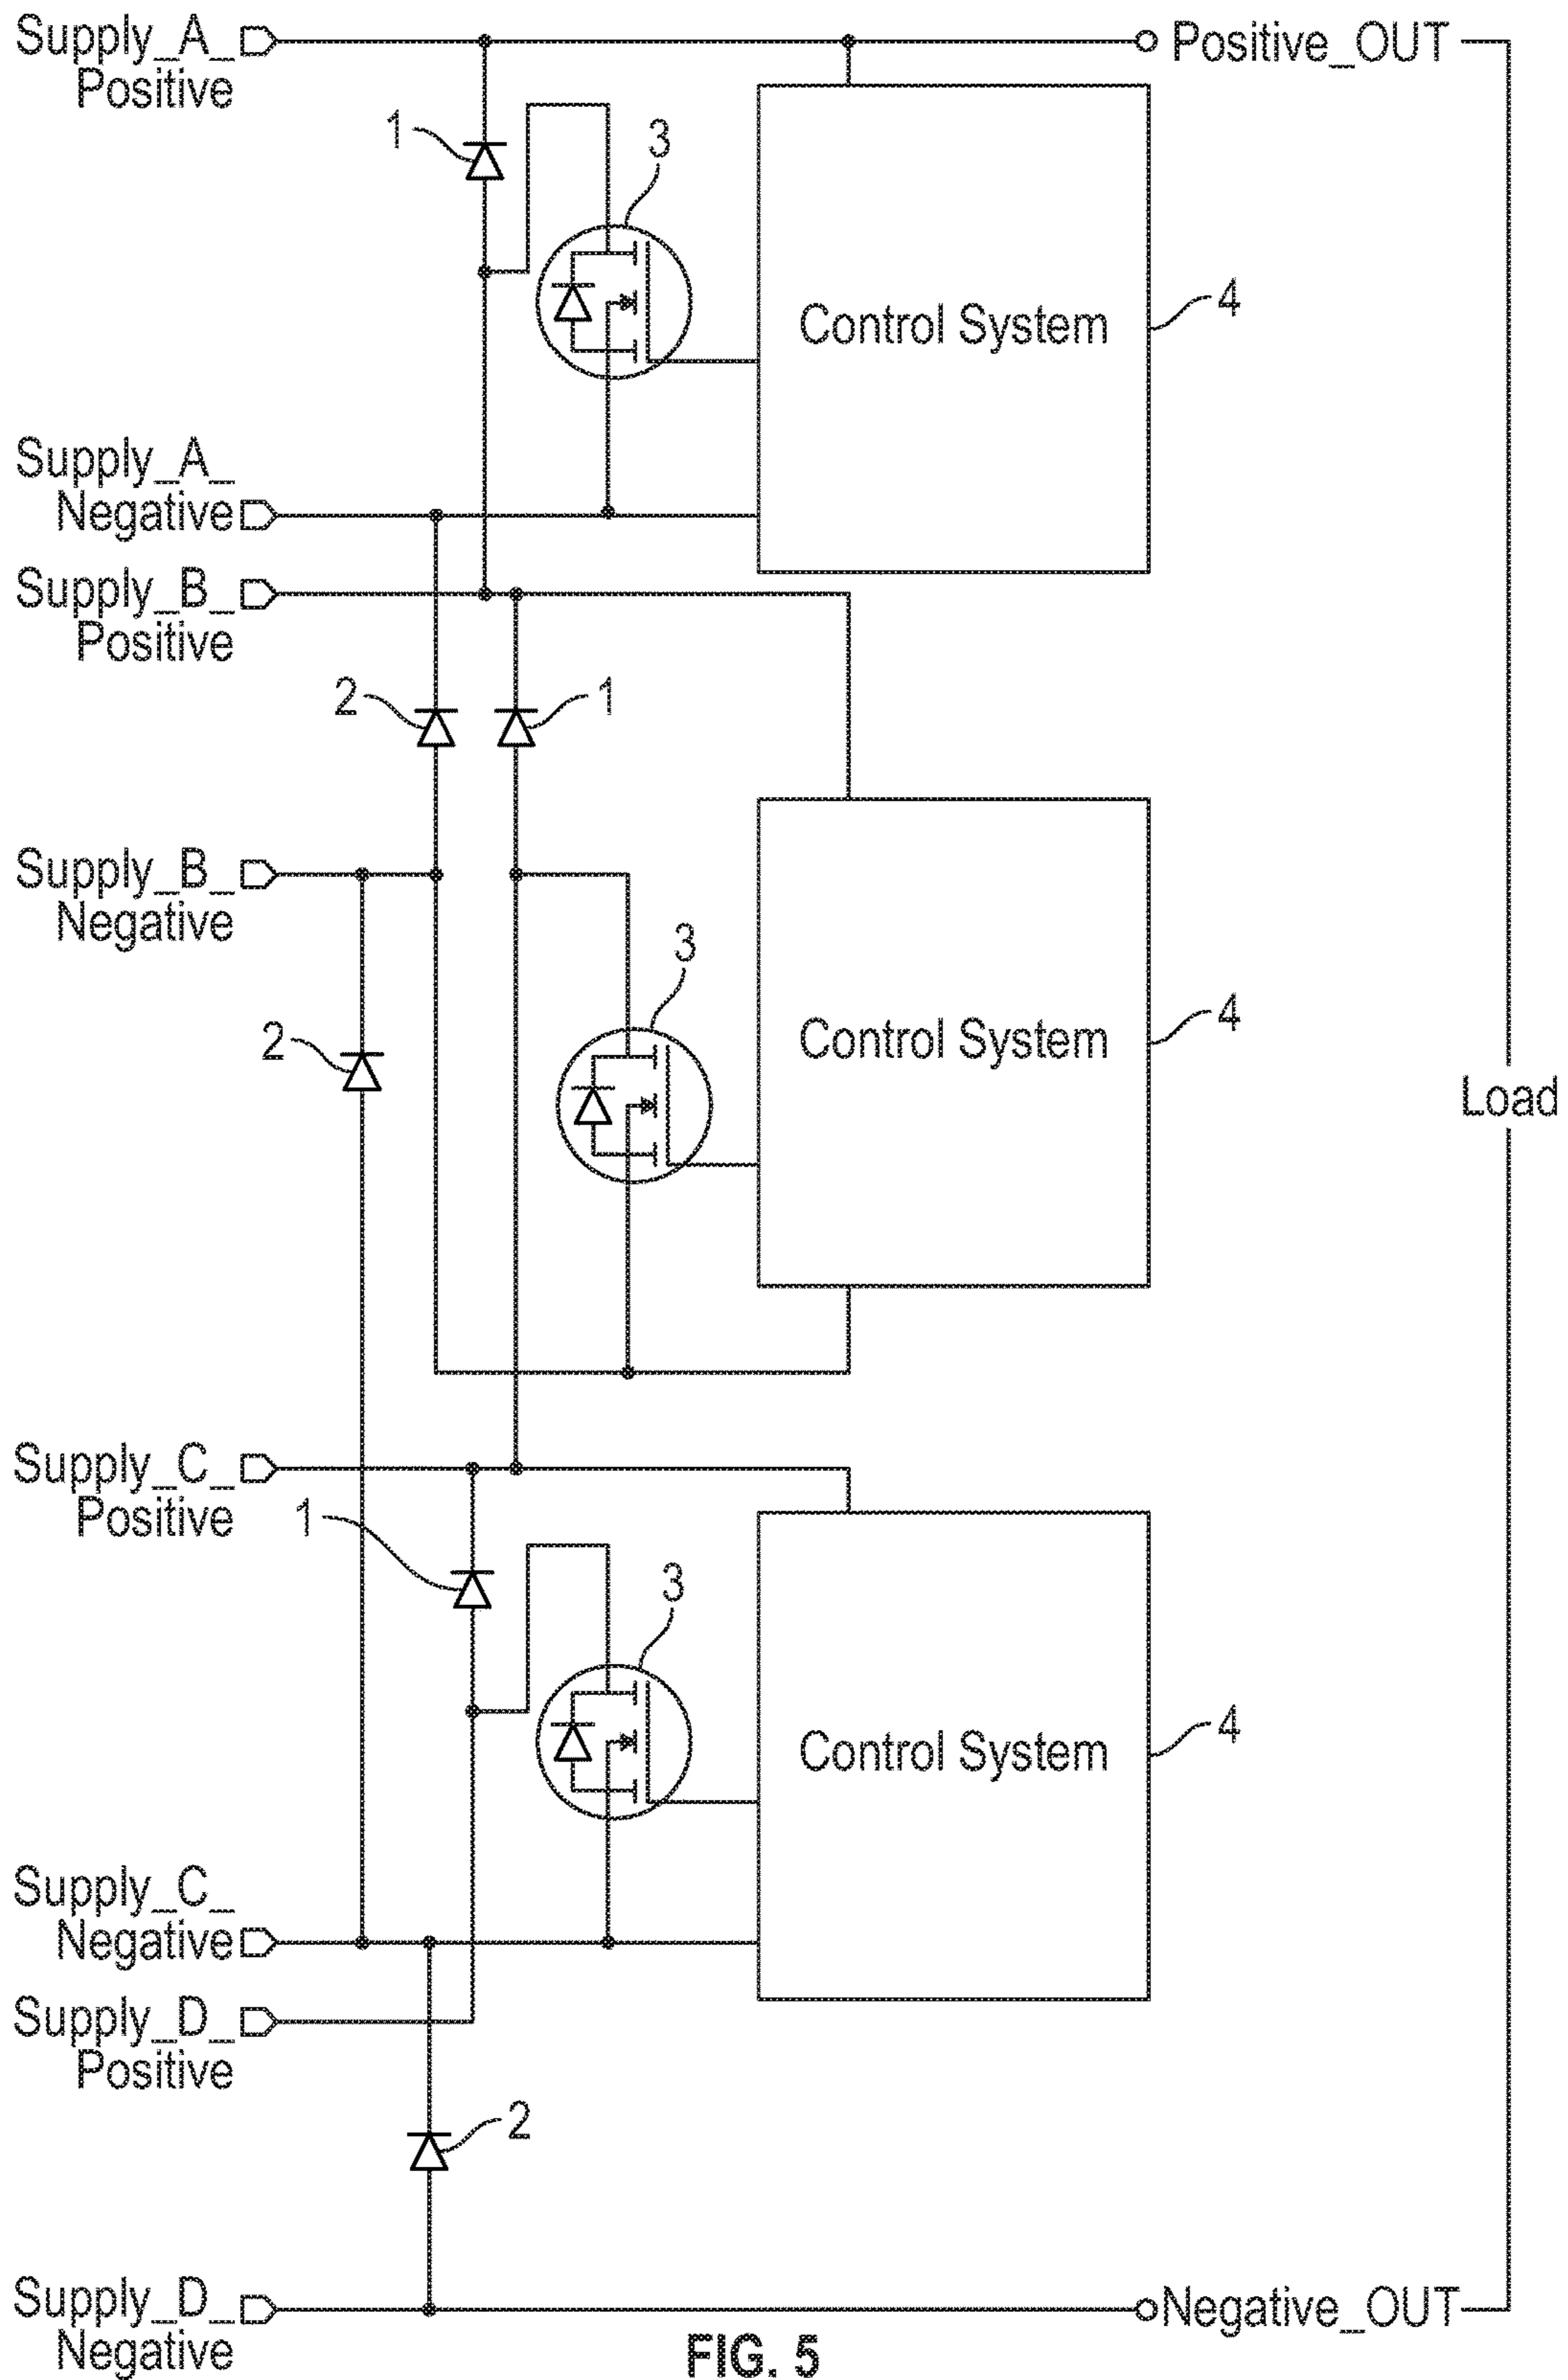 Supply_A_
Positive
Positive_OUT
1
3
Control System
4
Supply_A_
Negative
Supply_B_
Positive
2
1
Supply_B_
Negative
3
Control System
4
2
Load
Supply_C_
Positive
1
3
Control System
4
Supply_C_
Negative
Supply_D_
Positive
2
Supply_D_
Negative
Negative_OUT
FIG. 5